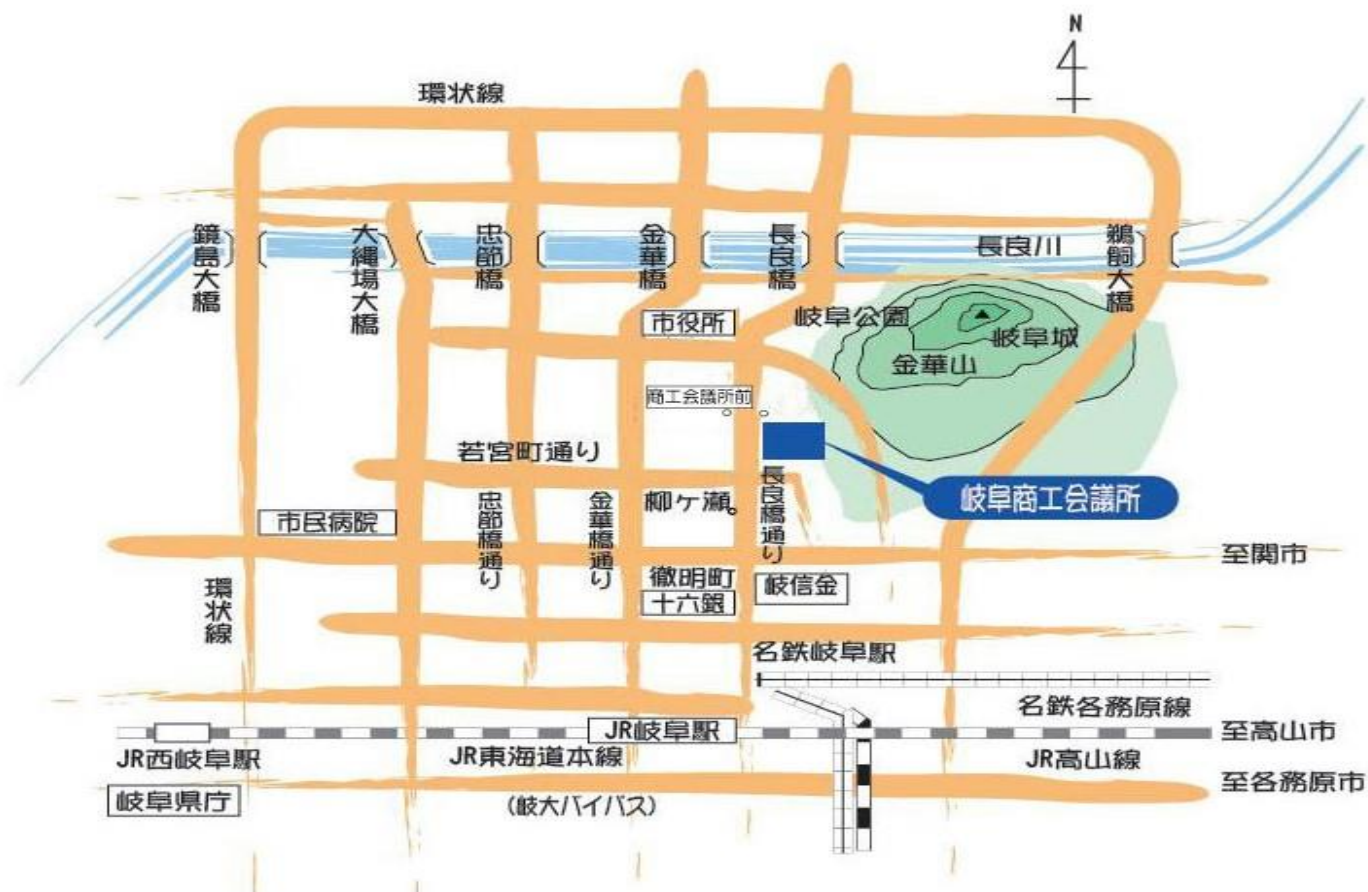 N
環状線
鏡島大橋
大縄場大橋
忠節橋
金華橋
長良橋
長良川
鵜飼大橋
市役所
岐阜公園
岐阜城
金華山
商工会議所前
若宮町通り
岐阜商工会議所
市民病院
忠節橋通り
金華橋通り
柳ケ瀬
長良橋通り
至関市
環状線
徹明町
岐信金
十六銀
名鉄岐阜駅
名鉄各務原線
JR岐阜駅
至高山市
JR西岐阜駅
JR東海道本線
JR高山線
岐阜県庁
(岐大バイパス)
至各務原市